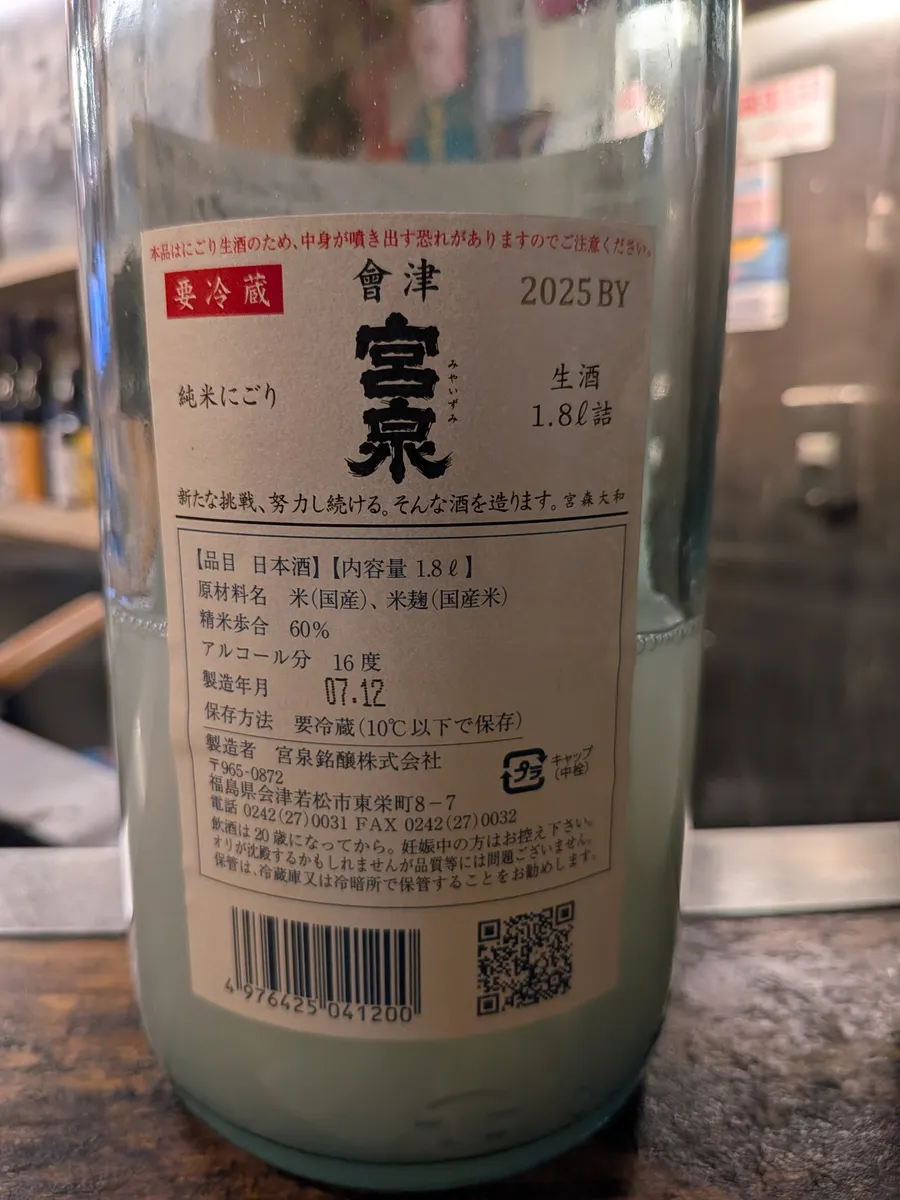 本品はにごり生酒のため、中身が噴き出す恐れがありますのでご注意ください。
要冷蔵
會津
2025BY
純米にごり
宮泉
みやいずみ
生酒
1.8ℓ詰
新たな挑戦、努力し続ける。そんな酒を造ります。宮森大和
【品目 日本酒】【内容量 1.8ℓ】
原材料名 米(国産)、米麹(国産米)
精米歩合 60%
アルコール分 16度
製造年月 07.12
保存方法 要冷蔵(10℃以下で保存)
製造者 宮泉銘醸株式会社
〒965-0872
福島県会津若松市東栄町8-7
電話 0242(27)0031 FAX 0242(27)0032
プラ
キャップ
(中栓)
飲酒は20歳になってから。妊娠中の方はお控え下さい。
オリが沈殿するかもしれませんが品質等には問題ございません。
保管は、冷蔵庫又は冷暗所で保管することをお勧めします。
4976425041200